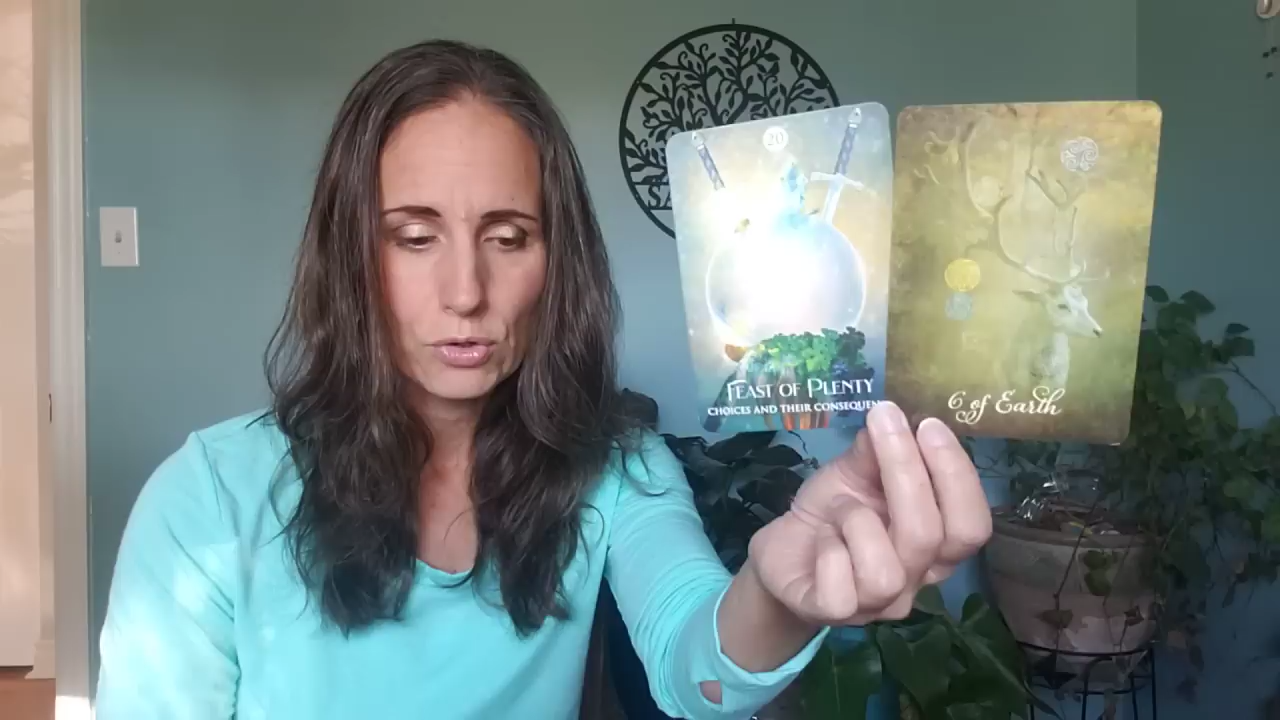 20
FEAST OF PLENTY
CHOICES AND THEIR CONSEQUEN
6 of Earth